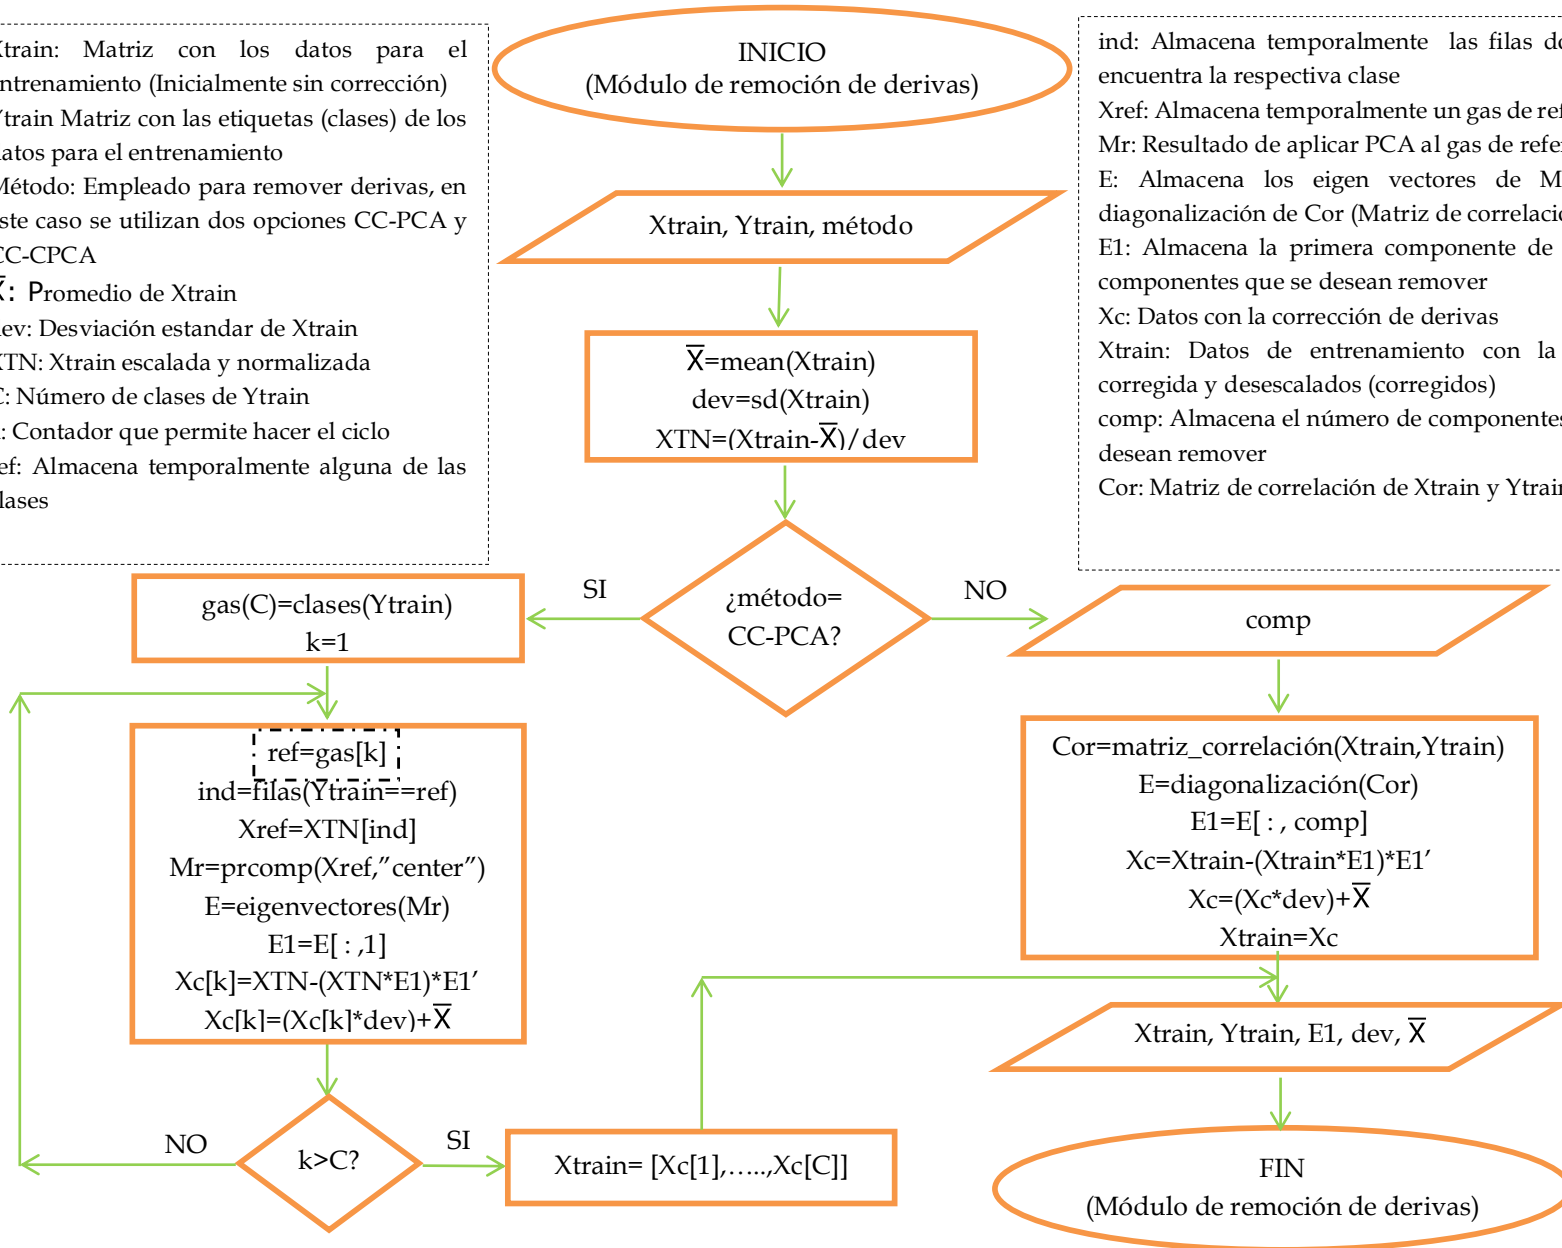 Xtrain: Matriz con los datos para el
entrenamiento (Inicialmente sin corrección)
Ytrain Matriz con las etiquetas (clases) de los
datos para el entrenamiento
Método: Empleado para remover derivas, en
este caso se utilizan dos opciones CC-PCA y
CC-CPCA
X̅: Promedio de Xtrain
dev: Desviación estandar de Xtrain
XTN: Xtrain escalada y normalizada
C: Número de clases de Ytrain
: Contador que permite hacer el ciclo
ref: Almacena temporalmente alguna de las
clases
INICIO
(Módulo de remoción de derivas)
ind: Almacena temporalmente las filas do
encuentra la respectiva clase
Xref: Almacena temporalmente un gas de ref
Mr: Resultado de aplicar PCA al gas de refe
E: Almacena los eigen vectores de M
diagonalización de Cor (Matriz de correlació
E1: Almacena la primera componente de
componentes que se desean remover
Xc: Datos con la corrección de derivas
Xtrain: Datos de entrenamiento con la
corregida y desescalados (corregidos)
comp: Almacena el número de componentes
desean remover
Cor: Matriz de correlación de Xtrain y Ytrain
Xtrain, Ytrain, método
X̅=mean(Xtrain)
dev=sd(Xtrain)
XTN=(Xtrain-X̅)/dev
¿método=
CC-PCA?
SI
NO
gas(C)=clases(Ytrain)
k=1
comp
ref=gas[k]
ind=filas(Ytrain==ref)
Xref=XTN[ind]
Mr=prcomp(Xref,”center”)
E=eigenvectores(Mr)
E1=E[ : ,1]
Xc[k]=XTN-(XTN*E1)*E1’
Xc[k]=(Xc[k]*dev)+X̅
Cor=matriz_correlación(Xtrain,Ytrain)
E=diagonalización(Cor)
E1=E[ : , comp]
Xc=Xtrain-(Xtrain*E1)*E1’
Xc=(Xc*dev)+X̅
Xtrain=Xc
k>C?
NO
SI
Xtrain= [Xc[1],…..,Xc[C]]
Xtrain, Ytrain, E1, dev, X̅
FIN
(Módulo de remoción de derivas)